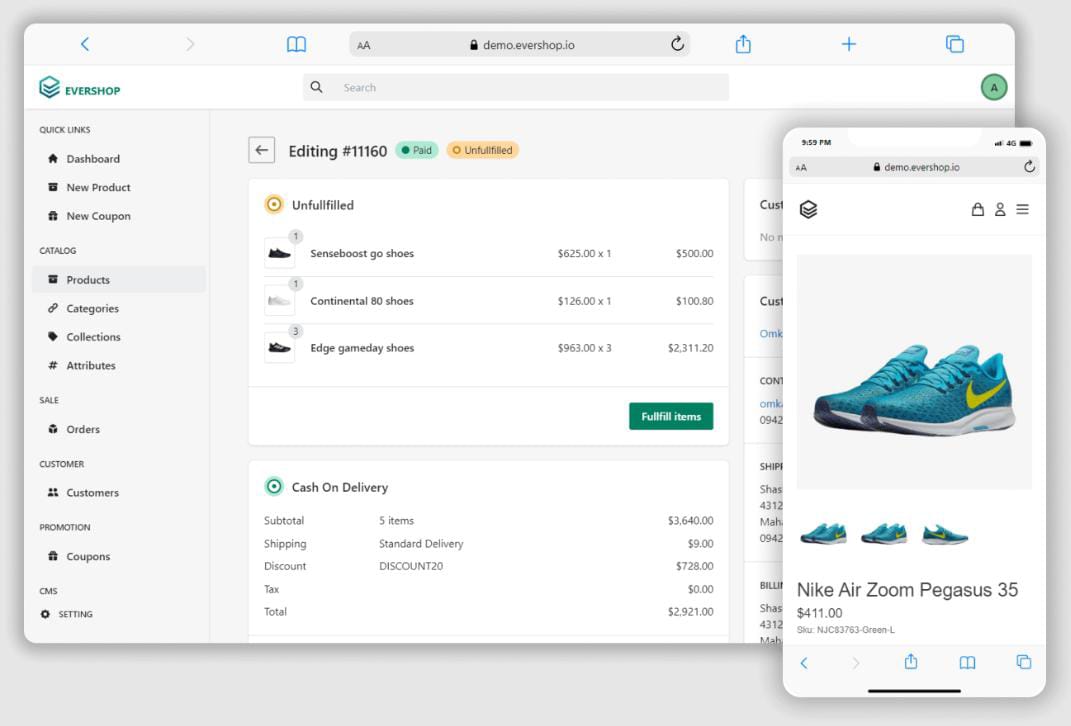 AA demo.evershop.io
EVERSHOP
Search
A
QUICK LINKS
Dashboard
New Product
New Coupon
CATALOG
Products
Categories
Collections
Attributes
SALE
Orders
CUSTOMER
Customers
PROMOTION
Coupons
CMS
SETTING
Editing #11160 Paid Unfullfilled
Unfullfilled
1
Senseboost go shoes $625.00 x 1 $500.00
1
Continental 80 shoes $126.00 x 1 $100.80
3
Edge gameday shoes $963.00 x 3 $2,311.20
Fullfill items
Cash On Delivery
Subtotal 5 items $3,640.00
Shipping Standard Delivery $9.00
Discount DISCOUNT20 $728.00
Tax $0.00
Total $2,921.00
Cust
No n
Cust
Omk
CONT
omk
0942
SHIPP
Shas
4312
Maha
0942
BILLIN
Shas
4312
Maha
9:59 PM 4G
AA demo.evershop.io
Nike Air Zoom Pegasus 35
$411.00
Sku: NJC83763-Green-L